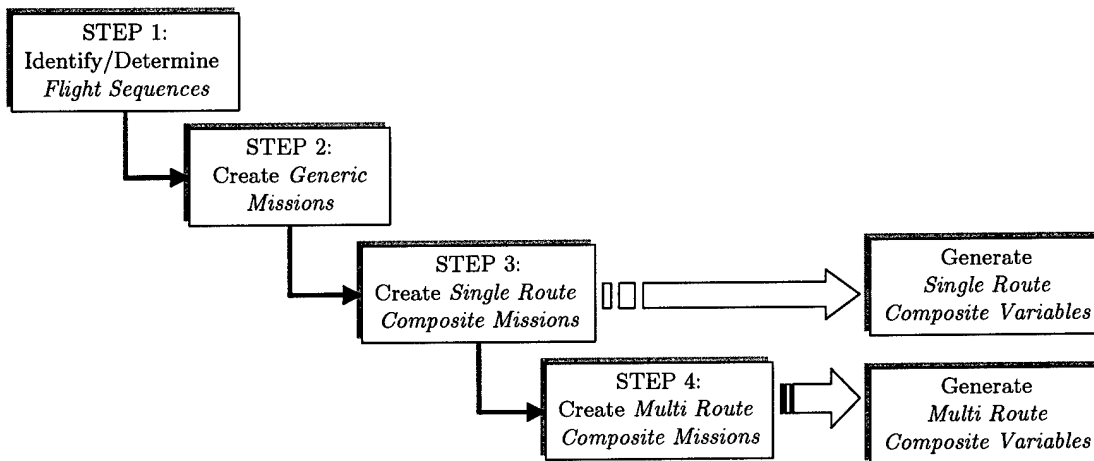 STEP 1:
Identify/Determine
Flight Sequences
STEP 2:
Create Generic
Missions
STEP 3:
Create Single Route
Composite Missions
Generate
Single Route
Composite Variables
STEP 4:
Create Multi Route
Composite Missions
Generate
Multi Route
Composite Variables